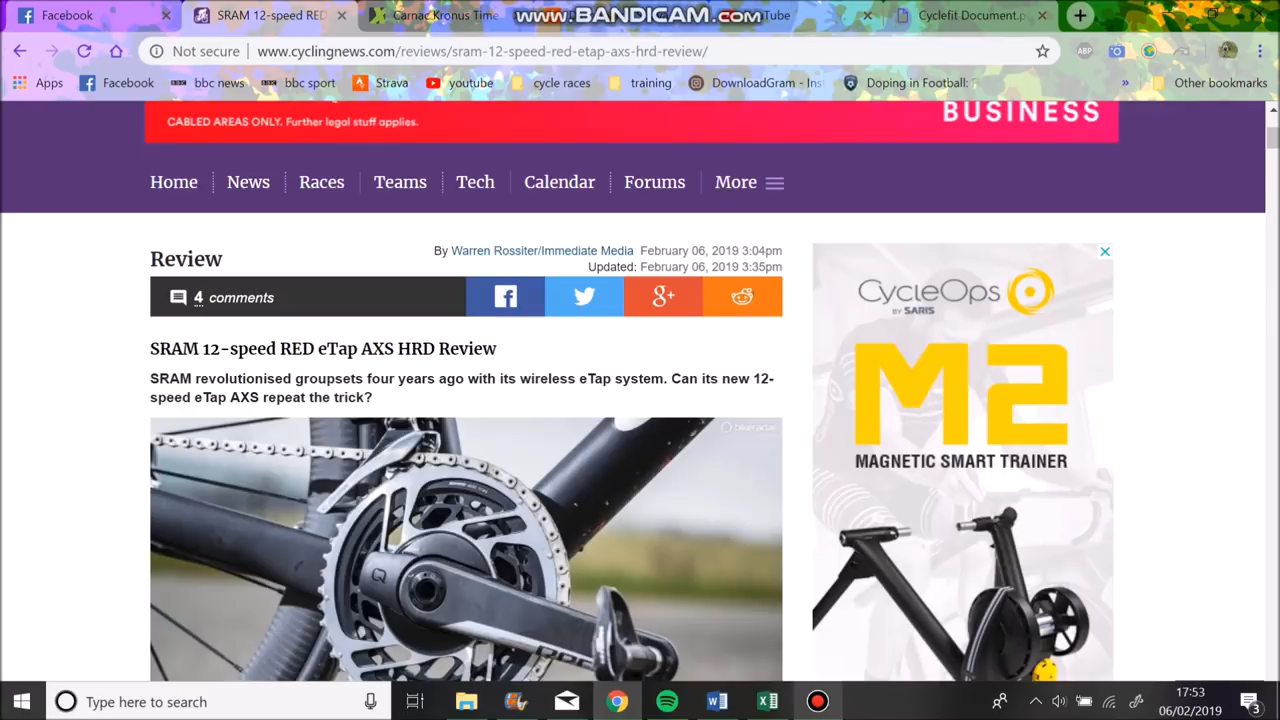 Facebook
SRAM 12-speed RED
Carnac Kronus Time
www.BANDICAM.com
Tube
Cyclefit Document.p
Not secure
www.cyclingnews.com/reviews/sram-12-speed-red-etap-axs-hrd-review/
ABP
Apps
Facebook
bbc news
bbc sport
Strava
youtube
cycle races
training
DownloadGram - Inst
Doping in Football: T
»
Other bookmarks
CABLED AREAS ONLY. Further legal stuff applies.
BUSINESS
Home
News
Races
Teams
Tech
Calendar
Forums
More
Review
By Warren Rossiter/Immediate Media February 06, 2019 3:04pm
Updated: February 06, 2019 3:35pm
4 comments
SRAM 12-speed RED eTap AXS HRD Review
SRAM revolutionised groupsets four years ago with its wireless eTap system. Can its new 12-
speed eTap AXS repeat the trick?
bikeradar
CycleOps
BY SARIS
M2
MAGNETIC SMART TRAINER
Type here to search
17:53
06/02/2019
3